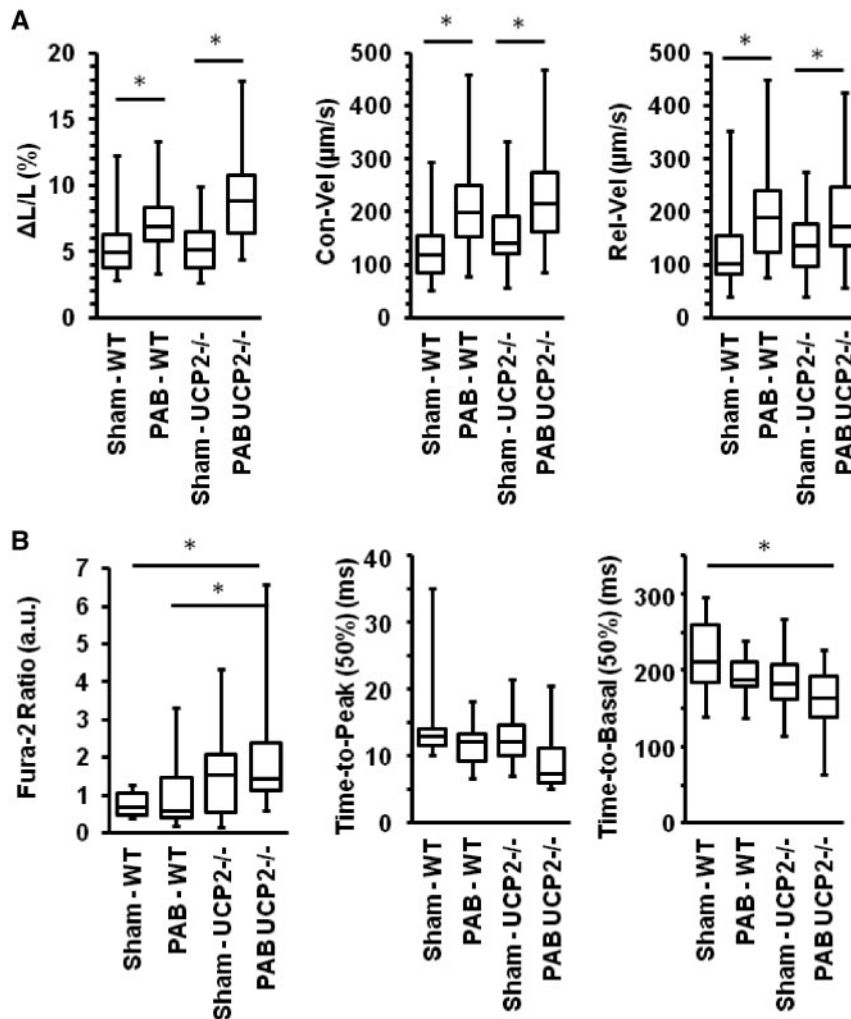 A
ΔL/L (%)
20
15
10
5
0
Sham - WT
PAB - WT
Sham - UCP2-/-
PAB UCP2-/-
*
*
Con-Vel (µm/s)
500
400
300
200
100
0
Sham - WT
PAB - WT
Sham - UCP2-/-
PAB UCP2-/-
*
*
Rel-Vel (µm/s)
500
400
300
200
100
0
Sham - WT
PAB - WT
Sham - UCP2-/-
PAB UCP2-/-
*
*
B
Fura-2 Ratio (a.u.)
7
6
5
4
3
2
1
0
Sham - WT
PAB - WT
Sham - UCP2-/-
PAB UCP2-/-
*
*
Time-to-Peak (50%) (ms)
40
30
20
10
0
Sham - WT
PAB - WT
Sham - UCP2-/-
PAB UCP2-/-
Time-to-Basal (50%) (ms)
300
200
100
0
Sham - WT
PAB - WT
Sham - UCP2-/-
PAB UCP2-/-
*